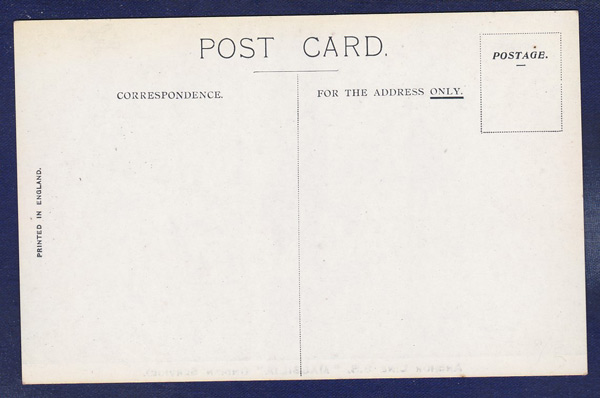 POST CARD.
CORRESPONDENCE.
FOR THE ADDRESS ONLY.
POSTAGE.
PRINTED IN ENGLAND.